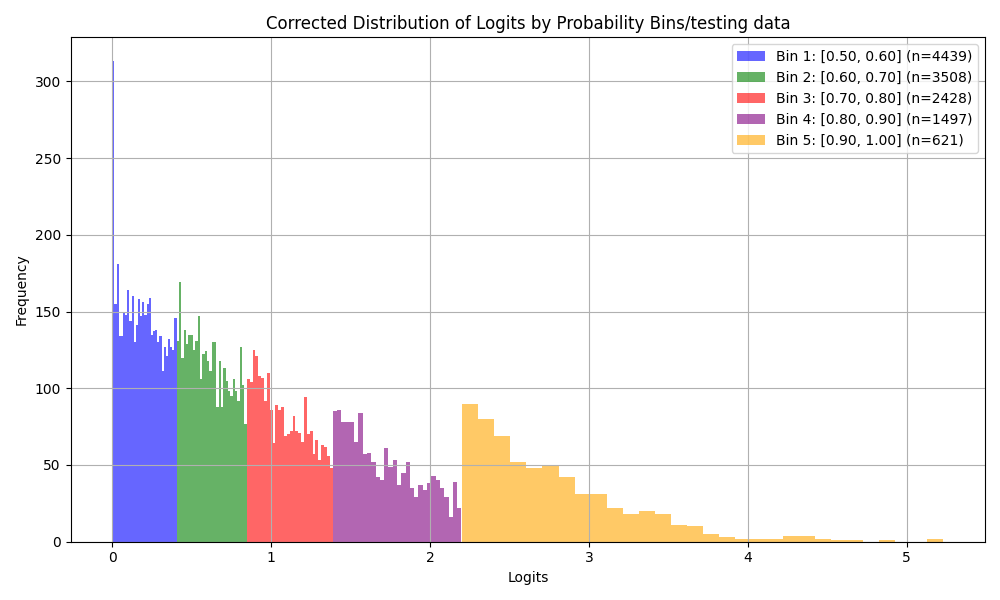 Corrected Distribution of Logits by Probability Bins/testing data
Bin 1: [0.50, 0.60] (n=4439)
Bin 2: [0.60, 0.70] (n=3508)
Bin 3: [0.70, 0.80] (n=2428)
Bin 4: [0.80, 0.90] (n=1497)
Bin 5: [0.90, 1.00] (n=621)
Frequency
300
250
200
150
100
50
0
0 1 2 3 4 5
Logits